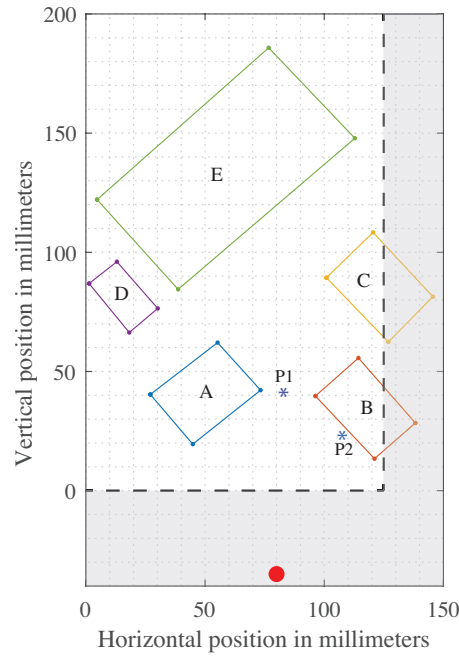 200
150
100
50
0
Vertical position in millimeters
E
D
C
A
P1
B
P2
0 50 100 150
Horizontal position in millimeters